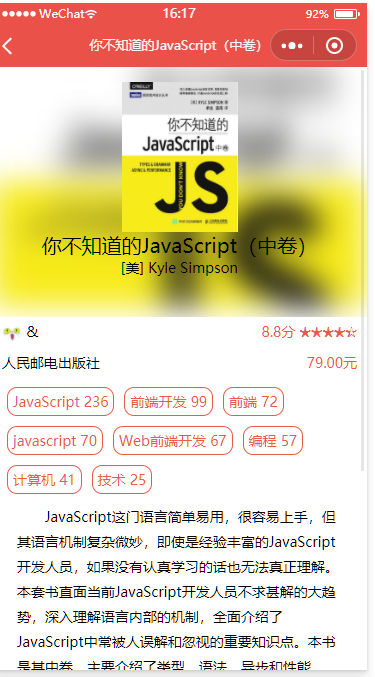 WeChat 16:17 92%
你不知道的JavaScript（中卷）
O'REILLY
[美] KYLE SIMPSON 著
你不知道的
JavaScript 中卷
TYPES & GRAMMAR
ASYNC & PERFORMANCE
JS
你不知道的JavaScript（中卷）
[美] Kyle Simpson
& 8.8分
人民邮电出版社 79.00元
JavaScript 236 前端开发 99 前端 72
javascript 70 Web前端开发 67 编程 57
计算机 41 技术 25
JavaScript这门语言简单易用，很容易上手，但
其语言机制复杂微妙，即使是经验丰富的JavaScript
开发人员，如果没有认真学习的话也无法真正理解。
本套书直面当前JavaScript开发人员不求甚解的大趋
势，深入理解语言内部的机制，全面介绍了
JavaScript中常被人误解和忽视的重要知识点。本书
是其中卷，主要介绍了类型、语法、异步和性能